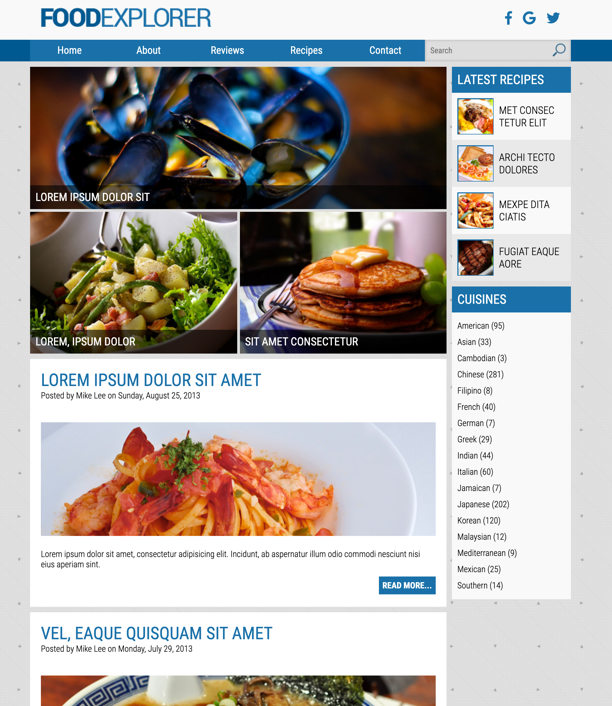 FOODEXPLORER
Home About Reviews Recipes Contact Search
LOREM IPSUM DOLOR SIT
LOREM, IPSUM DOLOR
SIT AMET CONSECTETUR
LOREM IPSUM DOLOR SIT AMET
Posted by Mike Lee on Sunday, August 25, 2013
Lorem ipsum dolor sit amet, consectetur adipisicing elit. Incidunt, ab aspernatur illum odio commodi nesciunt nisi
eius aperiam sint.
READ MORE...
VEL, EAQUE QUISQUAM SIT AMET
Posted by Mike Lee on Monday, July 29, 2013
LATEST RECIPES
MET CONSEC
TETUR ELIT
ARCHI TECTO
DOLORES
MEXPE DITA
CIATIS
FUGIAT EAQUE
AORE
CUISINES
American (95)
Asian (33)
Cambodian (3)
Chinese (281)
Filipino (8)
French (40)
German (7)
Greek (29)
Indian (44)
Italian (60)
Jamaican (7)
Japanese (202)
Korean (120)
Malaysian (12)
Mediterranean (9)
Mexican (25)
Southern (14)